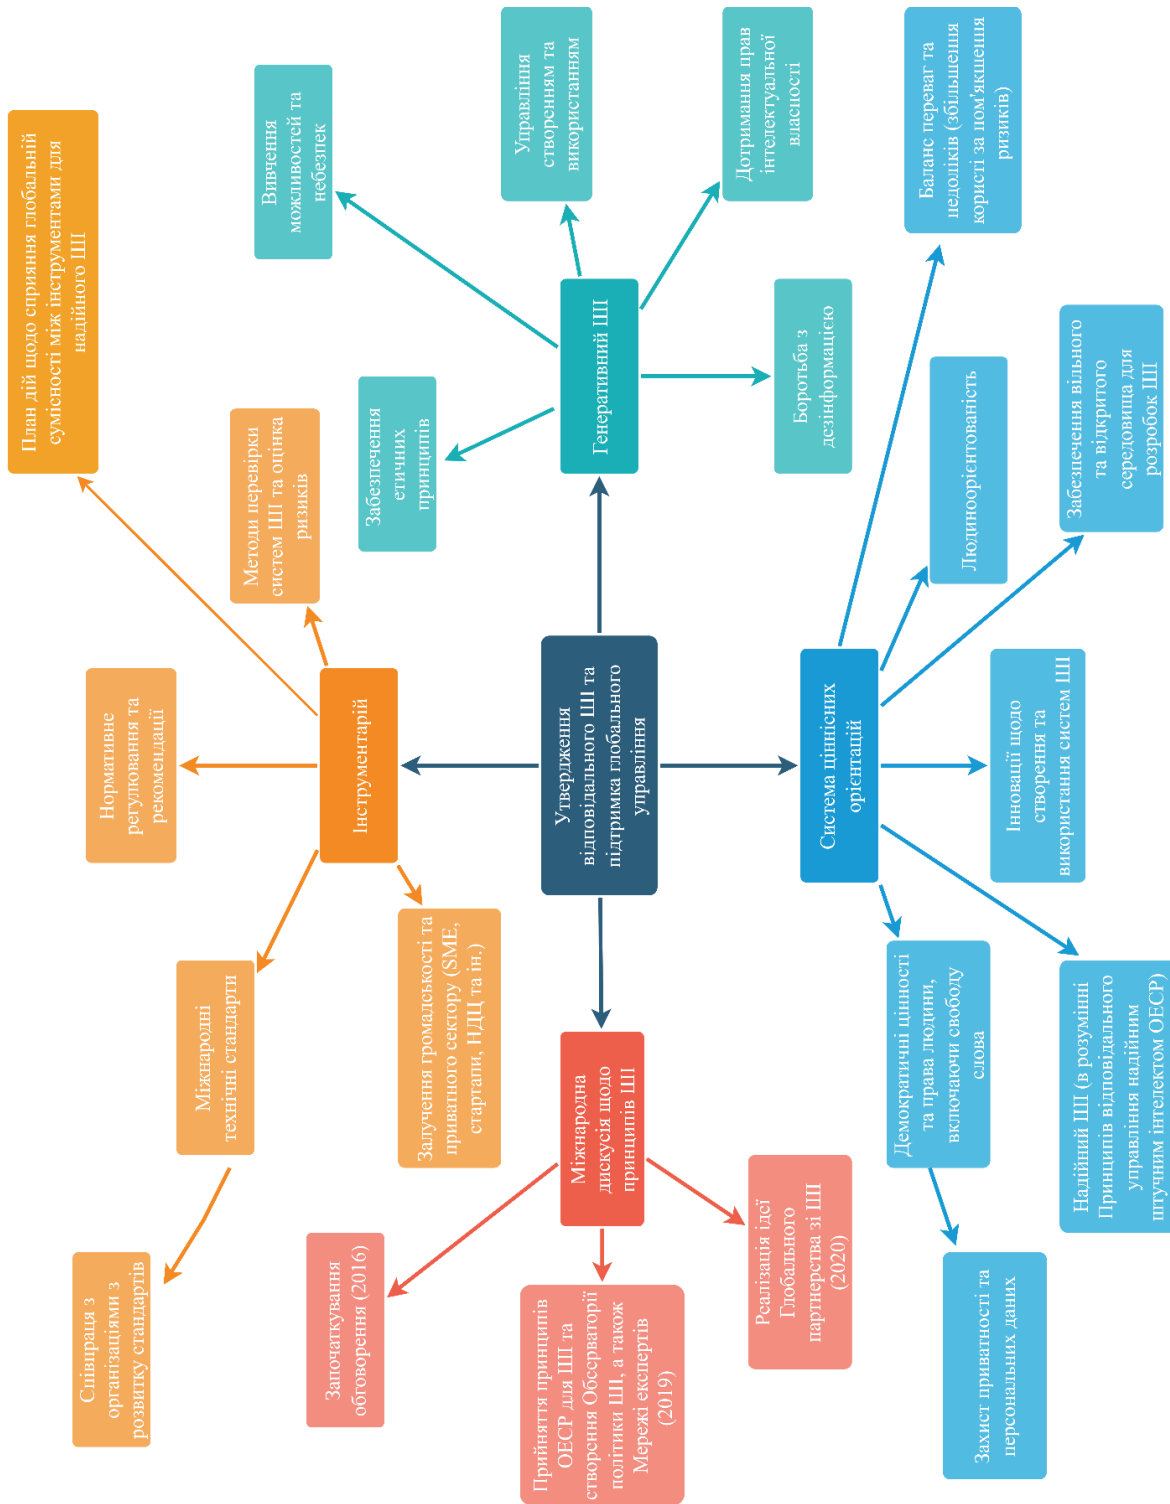 Співпраця з
організаціями з
розвитку стандартів
Міжнародні
технічні стандарти
Нормативне
регулювання та
рекомендації
План дій щодо сприяння глобальній
сумісності між інструментами для
надійного ШІ
Методи перевірки
систем ШІ та оцінка
ризиків
Інструментарій
Залучення громадськості та
приватного сектору (SME,
стартапи, НДЦ та ін.)
Започаткування
обговорення (2016)
Прийняття принципів
ОЕСР для ШІ та
створення Обсерваторії
політики ШІ, а також
Мережі експертів
(2019)
Реалізація ідеї
Глобального
партнерства зі ШІ
(2020)
Міжнародна
дискусія щодо
принципів ШІ
Утвердження
відповідального ШІ та
підтримка глобального
управління
Генеративний ШІ
Забезпечення
етичних
принципів
Вивчення
можливостей та
небезпек
Управління
створенням та
використанням
Дотримання прав
інтелектуальної
власності
Боротьба з
дезінформацією
Система ціннісних
орієнтацій
Захист приватності та
персональних даних
Демократичні цінності
та права людини,
включаючи свободу
слова
Надійний ШІ (в розумінні
Принципів відповідального
управління надійним
штучним інтелектом ОЕСР)
Інновації щодо
створення та
використання систем ШІ
Забезпечення вільного
та відкритого
середовища для
розробок ШІ
Людиноорієнтованість
Баланс переваг та
недоліків (збільшення
користі за пом'якшення
ризиків)